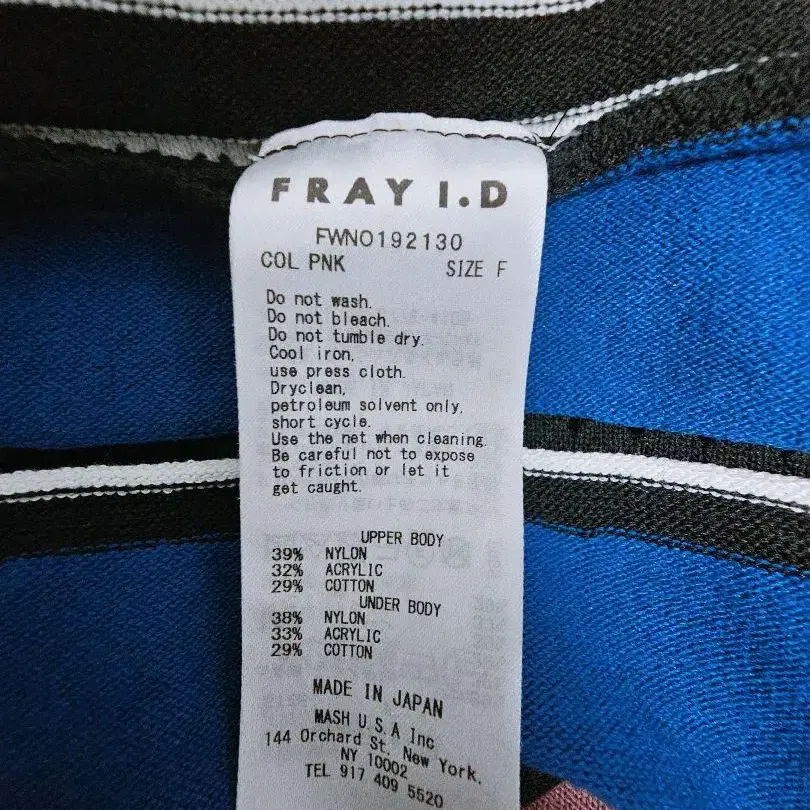 FRAY I.D
FWNO192130
COL PNK SIZE F
Do not wash.
Do not bleach.
Do not tumble dry.
Cool iron,
use press cloth.
Dryclean,
petroleum solvent only,
short cycle.
Use the net when cleaning.
Be careful not to expose
to friction or let it
get caught.
UPPER BODY
39% NYLON
32% ACRYLIC
29% COTTON
UNDER BODY
38% NYLON
33% ACRYLIC
29% COTTON
MADE IN JAPAN
MASH U.S.A Inc
144 Orchard St. New York,
NY 10002
TEL 917 409 5520